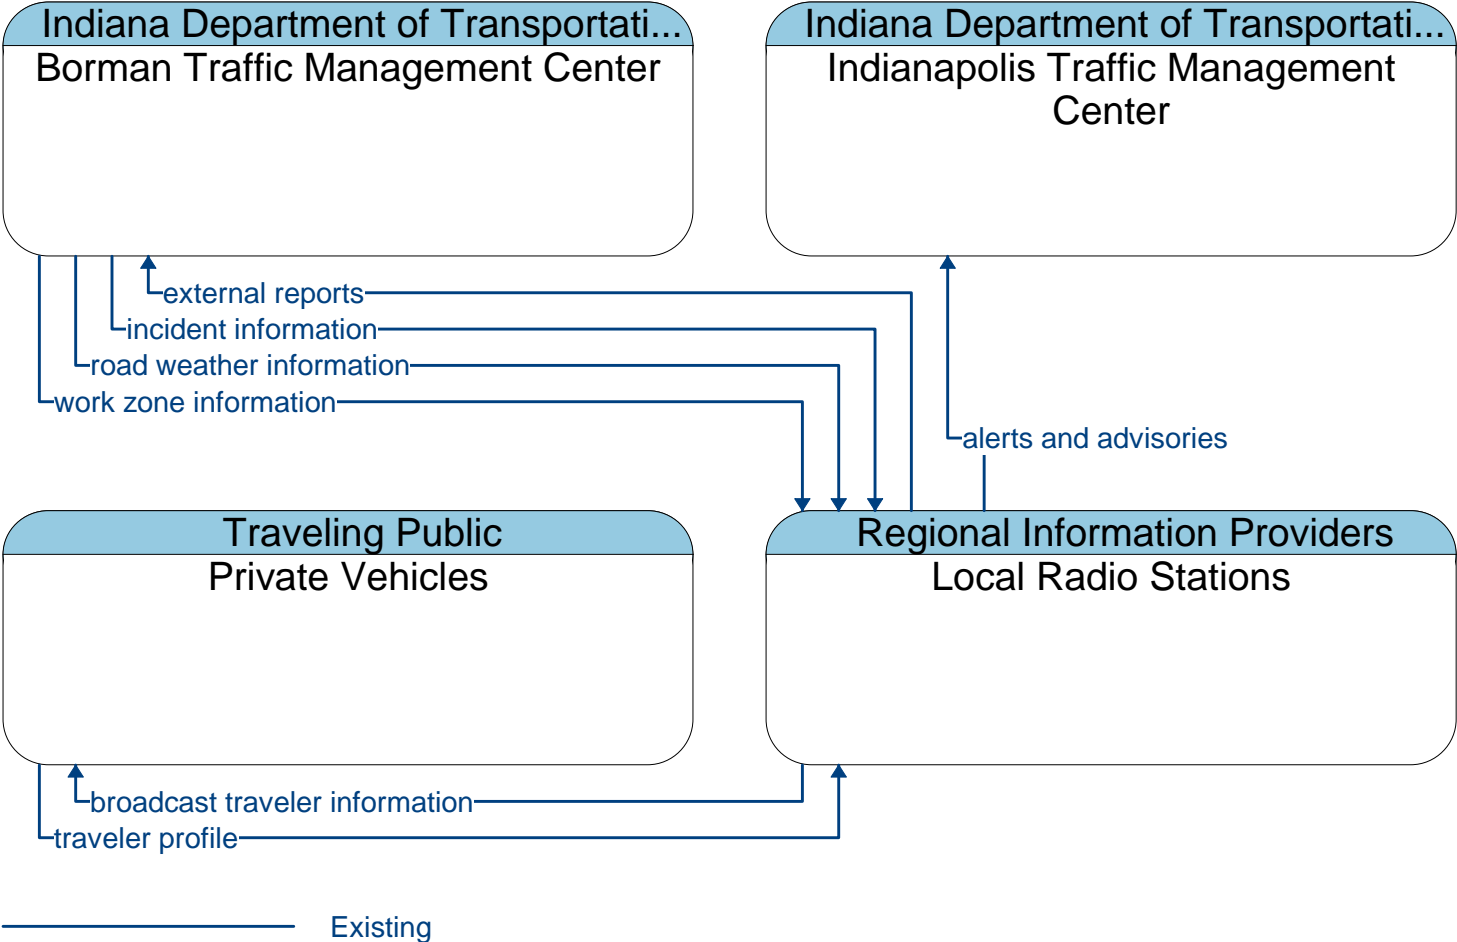 Indiana Department of Transportati...
Borman Traffic Management Center
Indiana Department of Transportati...
Indianapolis Traffic Management
Center
external reports
incident information
road weather information
work zone information
alerts and advisories
Traveling Public
Private Vehicles
Regional Information Providers
Local Radio Stations
broadcast traveler information
traveler profile
Existing